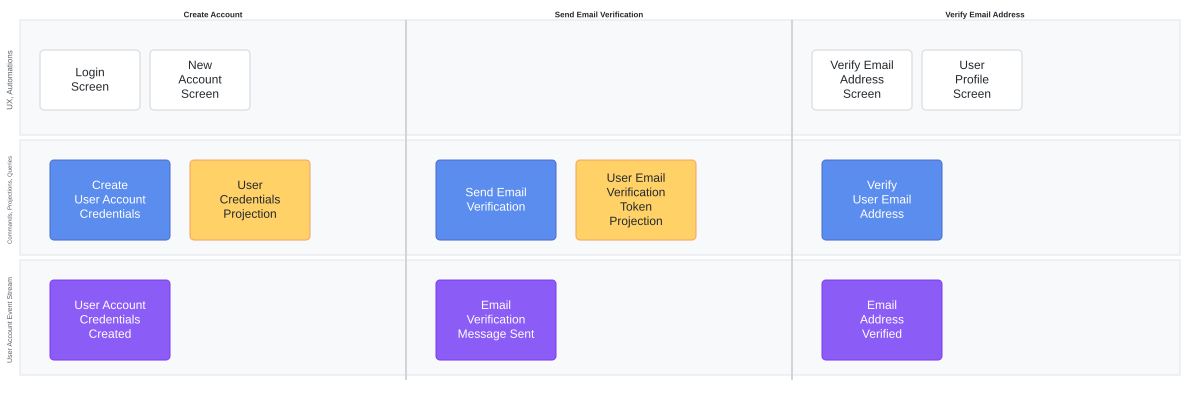 Create Account
Send Email Verification
Verify Email Address
UX, Automations
Login
Screen
New
Account
Screen
Verify Email
Address
Screen
User
Profile
Screen
Commands, Projections, Queries
Create
User Account
Credentials
User
Credentials
Projection
Send Email
Verification
User Email
Verification
Token
Projection
Verify
User Email
Address
User Account Event Stream
User Account
Credentials
Created
Email
Verification
Message Sent
Email
Address
Verified